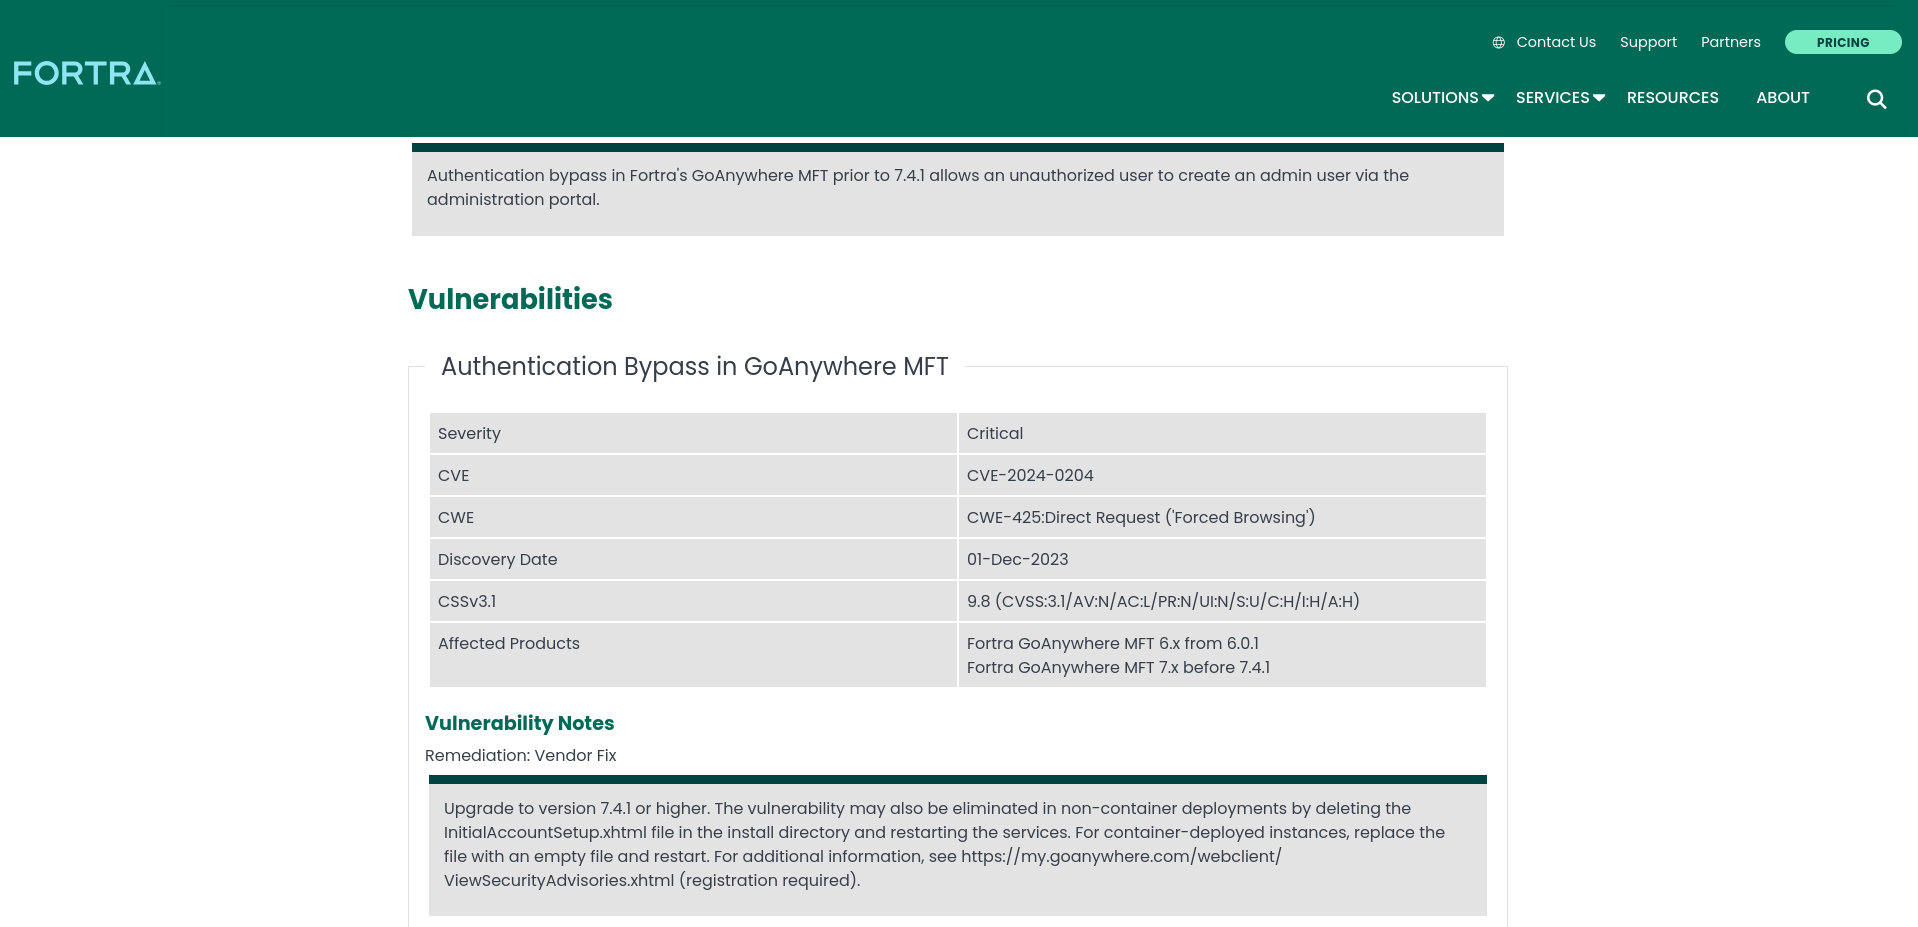 Contact Us Support Partners PRICING
FORTRA
SOLUTIONS SERVICES RESOURCES ABOUT
Authentication bypass in Fortra's GoAnywhere MFT prior to 7.4.1 allows an unauthorized user to create an admin user via the
administration portal.
Vulnerabilities
Authentication Bypass in GoAnywhere MFT
Severity Critical
CVE CVE-2024-0204
CWE CWE-425:Direct Request ('Forced Browsing')
Discovery Date 01-Dec-2023
CSSv3.1 9.8 (CVSS:3.1/AV:N/AC:L/PR:N/UI:N/S:U/C:H/I:H/A:H)
Affected Products Fortra GoAnywhere MFT 6.x from 6.0.1
Fortra GoAnywhere MFT 7.x before 7.4.1
Vulnerability Notes
Remediation: Vendor Fix
Upgrade to version 7.4.1 or higher. The vulnerability may also be eliminated in non-container deployments by deleting the
InitialAccountSetup.xhtml file in the install directory and restarting the services. For container-deployed instances, replace the
file with an empty file and restart. For additional information, see https://my.goanywhere.com/webclient/
ViewSecurityAdvisories.xhtml (registration required).